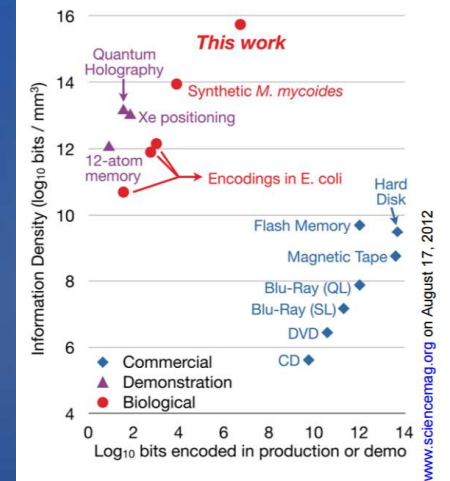 16
14
12
10
8
6
4
Information Density (log₁₀ bits / mm³)
This work
Quantum
Holography
Synthetic M. mycoides
Xe positioning
12-atom
memory
Encodings in E. coli
Hard
Disk
Flash Memory
Magnetic Tape
Blu-Ray (QL)
Blu-Ray (SL)
DVD
CD
Commercial
Demonstration
Biological
0 2 4 6 8 10 12 14
Log₁₀ bits encoded in production or demo
www.sciencemag.org on August 17, 2012